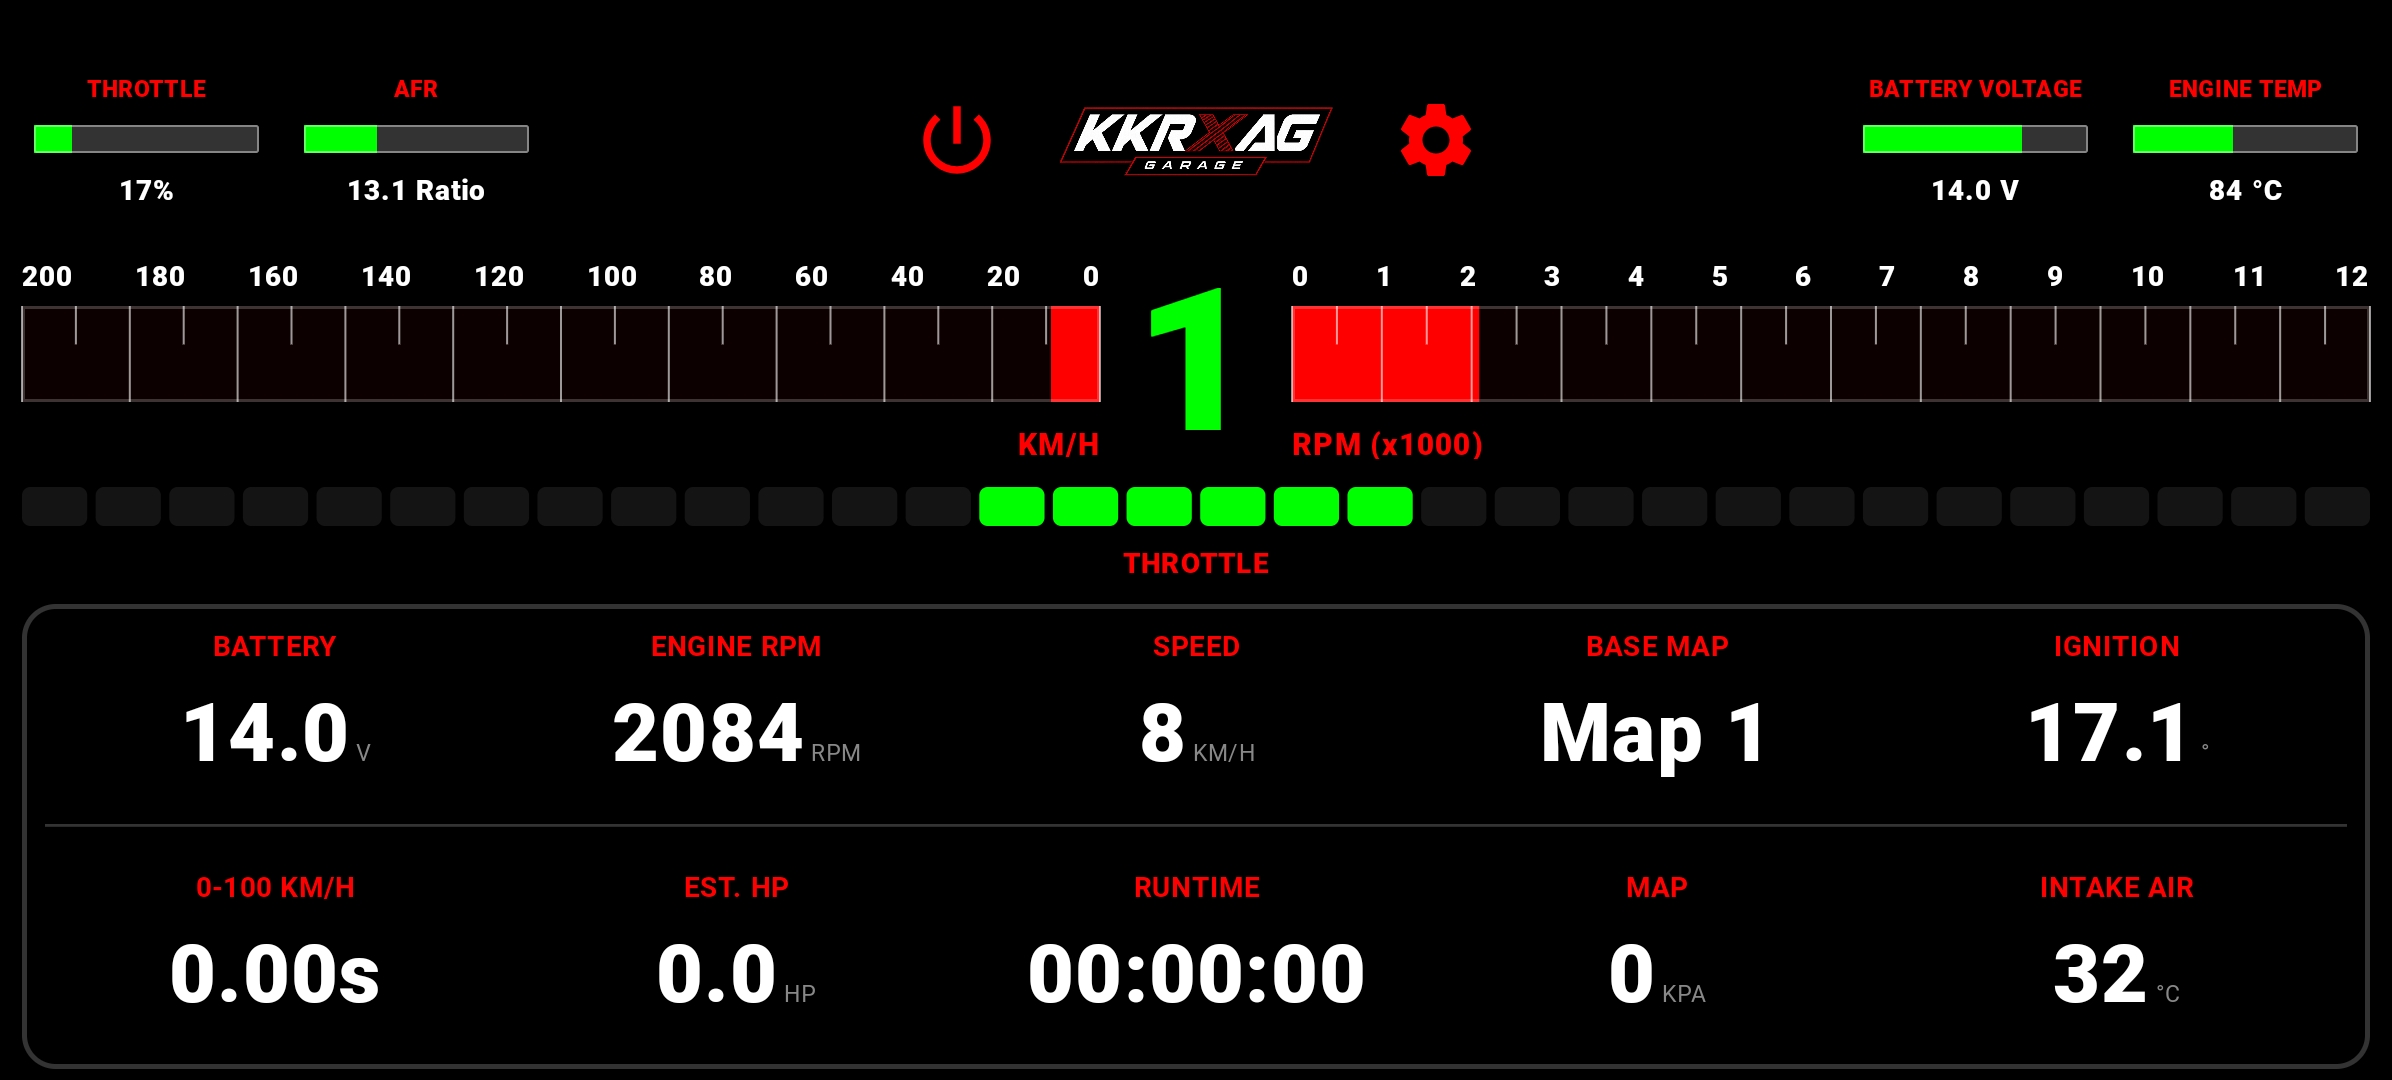 THROTTLE AFR BATTERY VOLTAGE ENGINE TEMP
KKRXAG
GARAGE
17% 13.1 Ratio 14.0 V 84 °C
200 180 160 140 120 100 80 60 40 20 0 0 1 2 3 4 5 6 7 8 9 10 11 12
1
KM/H RPM (x1000)
THROTTLE
BATTERY ENGINE RPM SPEED BASE MAP IGNITION
14.0 V 2084 RPM 8 KM/H Map 1 17.1 °
0-100 KM/H EST. HP RUNTIME MAP INTAKE AIR
0.00s 0.0 HP 00:00:00 0 KPA 32 °C